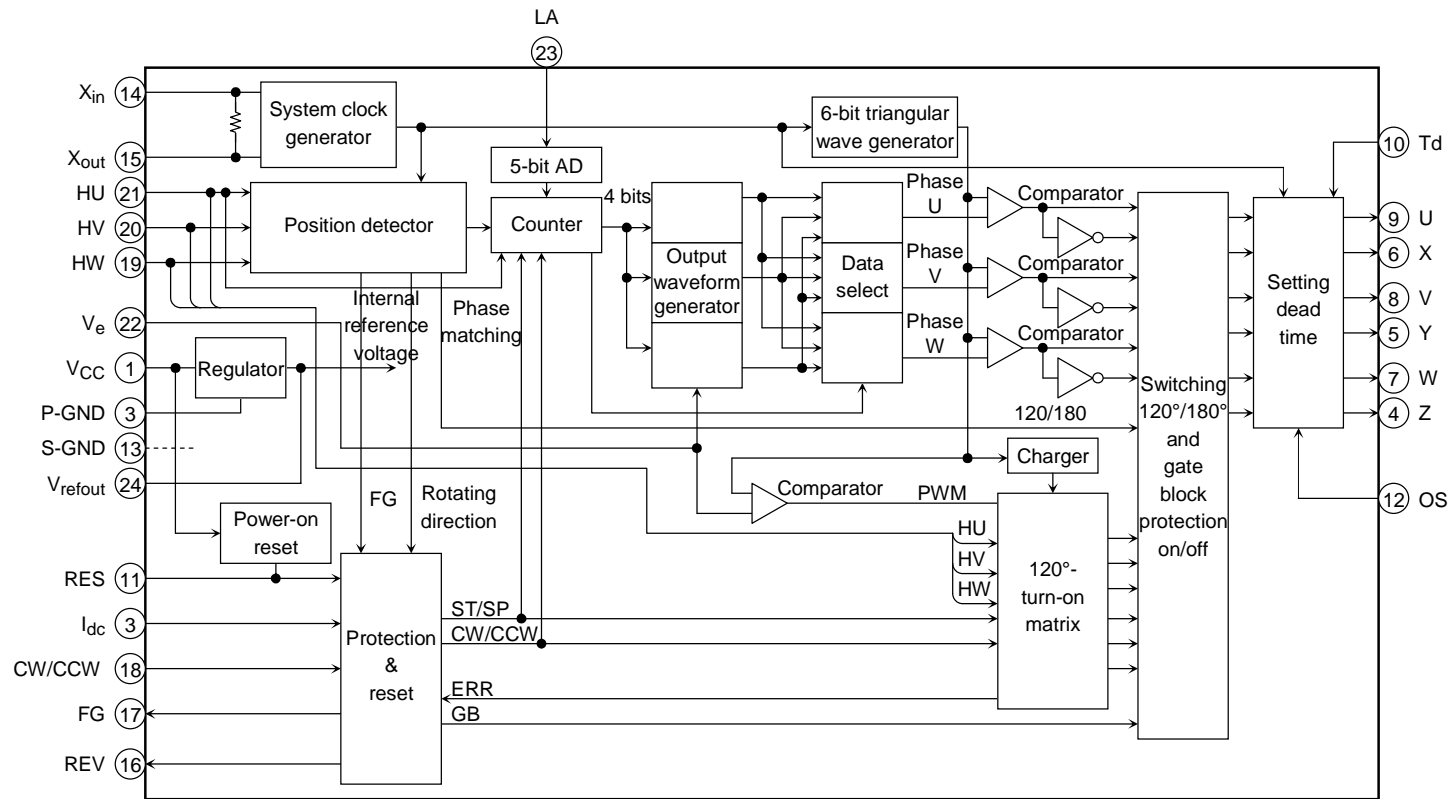 LA
23
Xin 14
System clock
generator
6-bit triangular
wave generator
Xout 15
5-bit AD
10 Td
HU 21
Position detector
Counter
4 bits
Phase
U
Comparator
9 U
HV 20
HW 19
Output
waveform
generator
Data
select
Phase
V
Comparator
6 X
Setting
dead
time
Internal
reference
voltage
Phase
matching
8 V
Ve 22
Phase
W
Comparator
5 Y
VCC 1
Regulator
7 W
Switching
120°/180°
and
gate
block
protection
on/off
P-GND 3
120/180
4 Z
S-GND 13
Charger
Vrefout 24
FG
Rotating
direction
Comparator
PWM
12 OS
Power-on
reset
HU
HV
HW
120°-
turn-on
matrix
RES 11
ST/SP
Idc 3
Protection
&
reset
CW/CCW
CW/CCW 18
ERR
FG 17
GB
REV 16